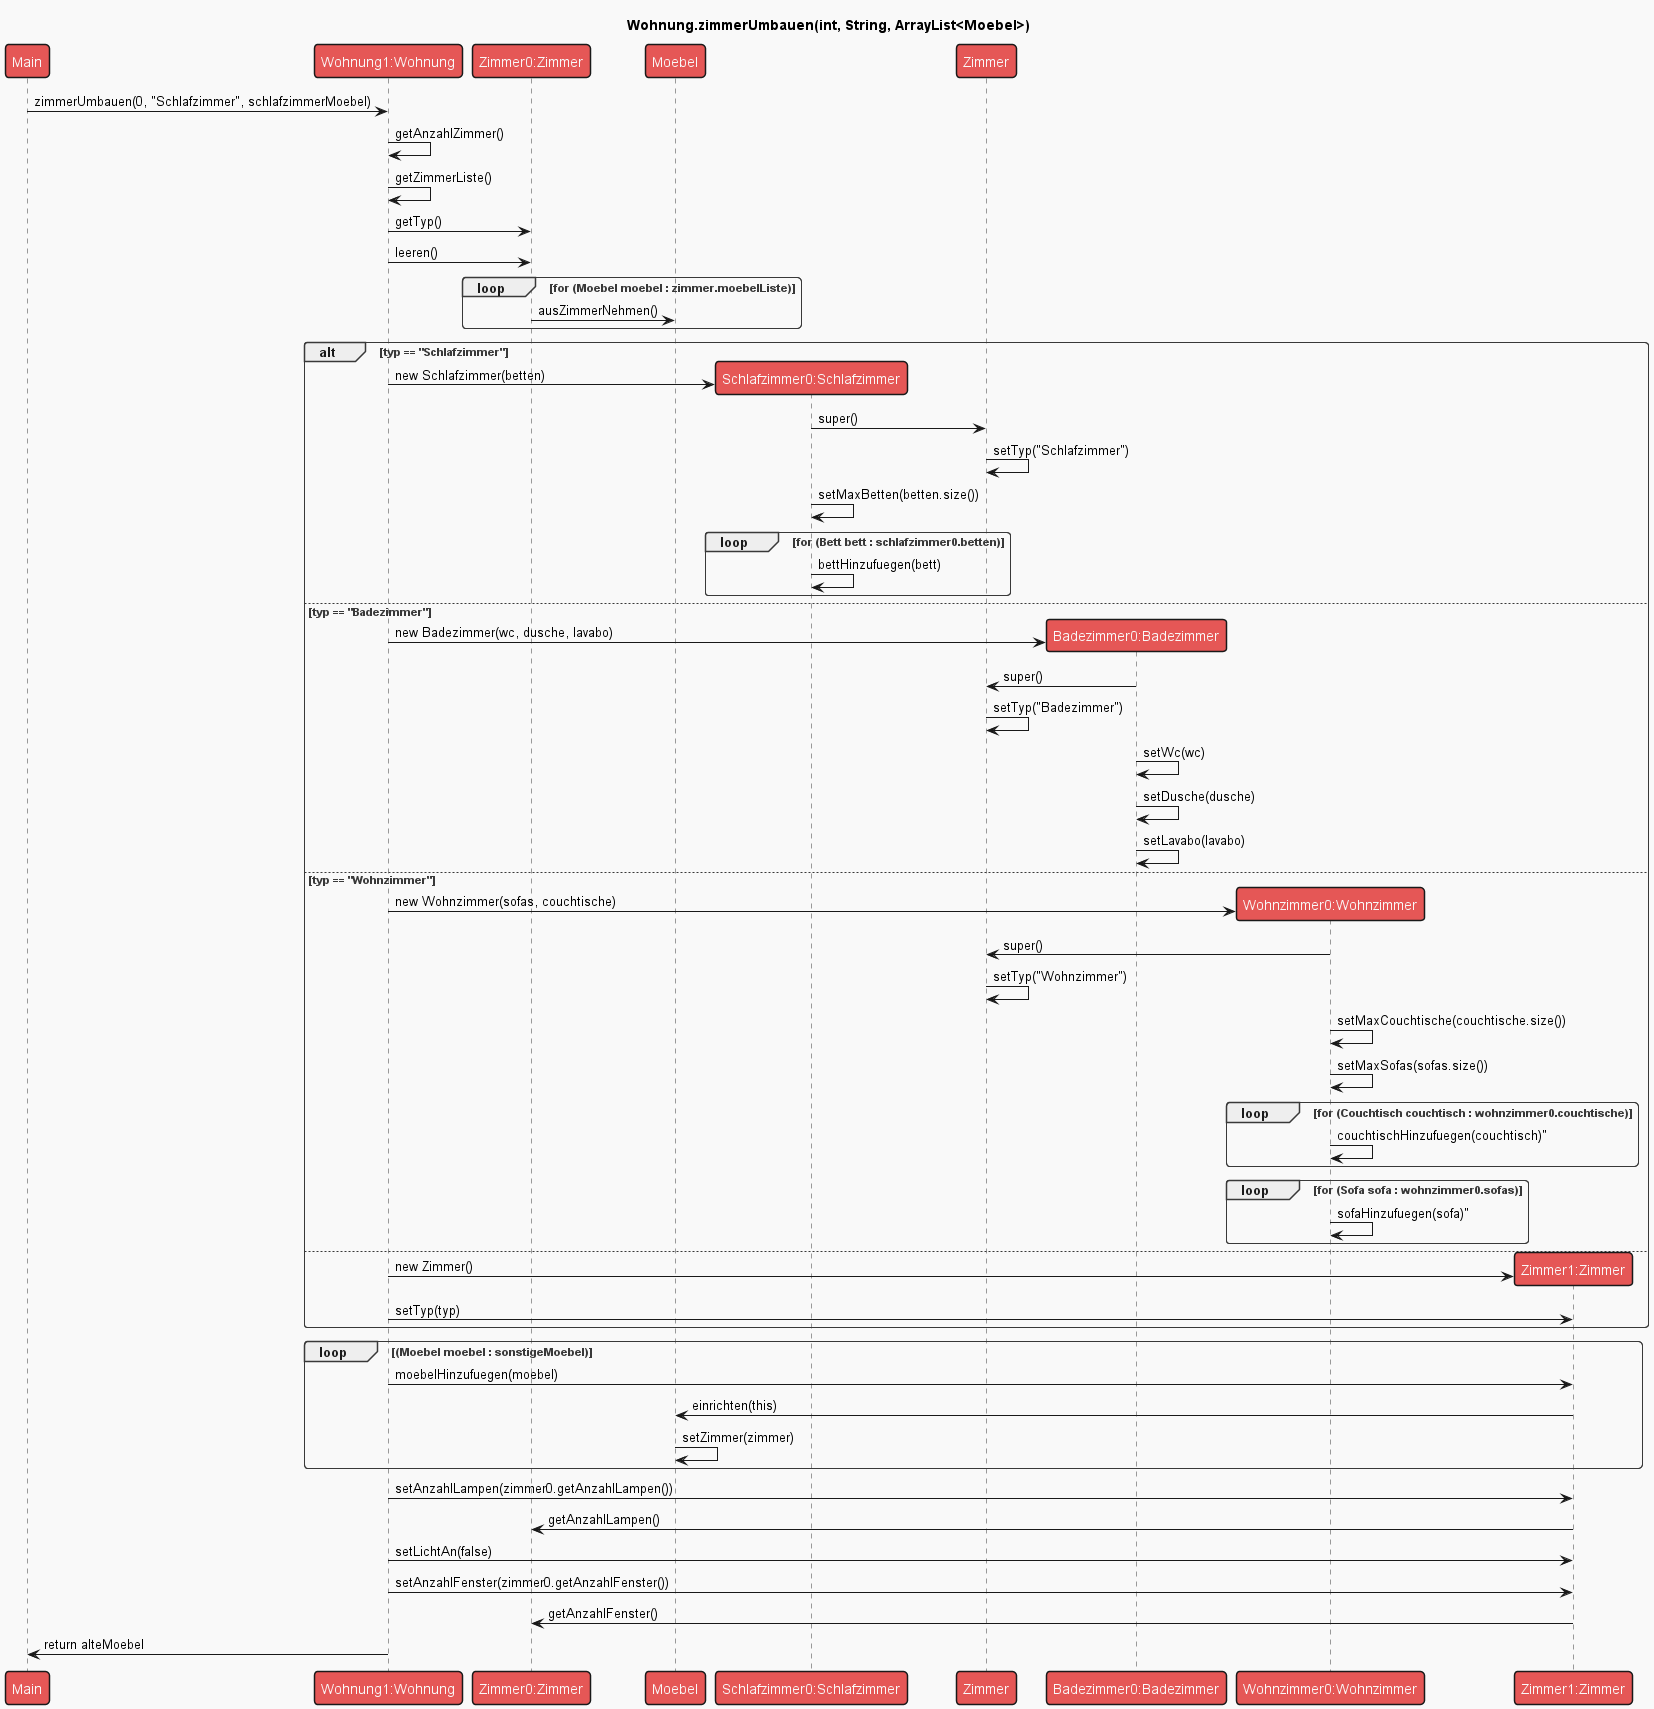 Wohnung.zimmerUmbauen(int, String, ArrayList<Moebel>)
Main
Wohnung1:Wohnung
Zimmer0:Zimmer
Moebel
Zimmer
zimmerUmbauen(0, "Schlafzimmer", schlafzimmerMoebel)
getAnzahlZimmer()
getZimmerListe()
getTyp()
leeren()
loop
[for (Moebel moebel : zimmer.moebelListe)]
ausZimmerNehmen()
alt
[typ == "Schlafzimmer"]
new Schlafzimmer(betten)
Schlafzimmer0:Schlafzimmer
super()
setTyp("Schlafzimmer")
setMaxBetten(betten.size())
loop
[for (Bett bett : schlafzimmer0.betten)]
bettHinzufuegen(bett)
[typ == "Badezimmer"]
new Badezimmer(wc, dusche, lavabo)
Badezimmer0:Badezimmer
super()
setTyp("Badezimmer")
setWc(wc)
setDusche(dusche)
setLavabo(lavabo)
[typ == "Wohnzimmer"]
new Wohnzimmer(sofas, couchtische)
Wohnzimmer0:Wohnzimmer
super()
setTyp("Wohnzimmer")
setMaxCouchtische(couchtische.size())
setMaxSofas(sofas.size())
loop
[for (Couchtisch couchtisch : wohnzimmer0.couchtische)]
couchtischHinzufuegen(couchtisch)"
loop
[for (Sofa sofa : wohnzimmer0.sofas)]
sofaHinzufuegen(sofa)"
new Zimmer()
Zimmer1:Zimmer
setTyp(typ)
loop
[(Moebel moebel : sonstigeMoebel)]
moebelHinzufuegen(moebel)
einrichten(this)
setZimmer(zimmer)
setAnzahlLampen(zimmer0.getAnzahlLampen())
getAnzahlLampen()
setLichtAn(false)
setAnzahlFenster(zimmer0.getAnzahlFenster())
getAnzahlFenster()
return alteMoebel
Main
Wohnung1:Wohnung
Zimmer0:Zimmer
Moebel
Schlafzimmer0:Schlafzimmer
Zimmer
Badezimmer0:Badezimmer
Wohnzimmer0:Wohnzimmer
Zimmer1:Zimmer